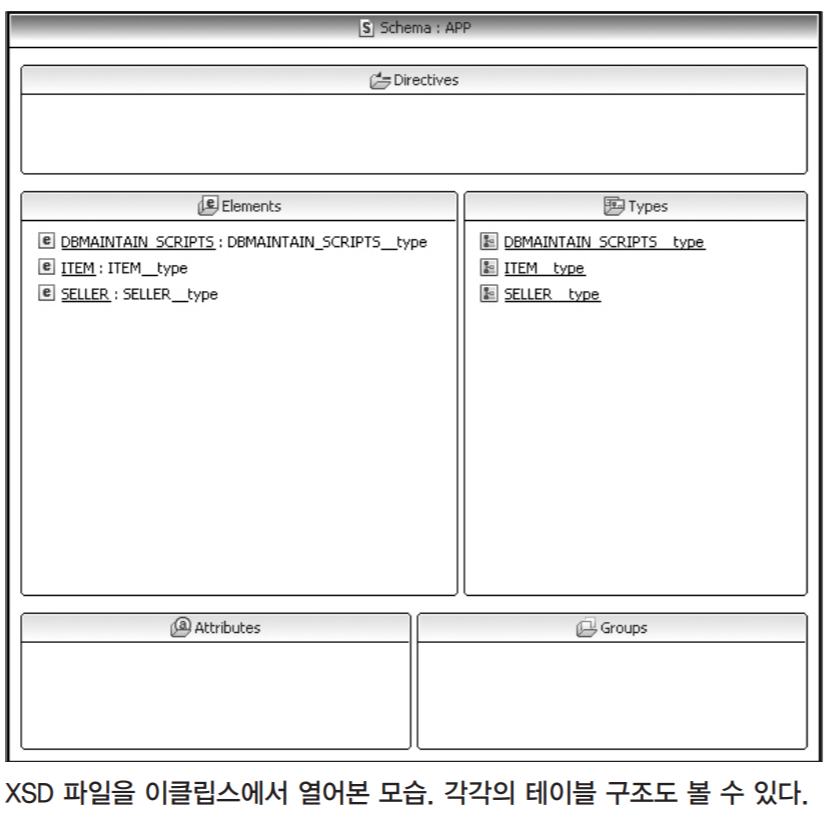 Schema : APP
Directives
Elements
DBMAINTAIN_SCRIPTS : DBMAINTAIN_SCRIPTS__type
ITEM : ITEM__type
SELLER : SELLER__type
Types
DBMAINTAIN_SCRIPTS__type
ITEM__type
SELLER__type
Attributes
Groups
XSD 파일을 이클립스에서 열어본 모습. 각각의 테이블 구조도 볼 수 있다.